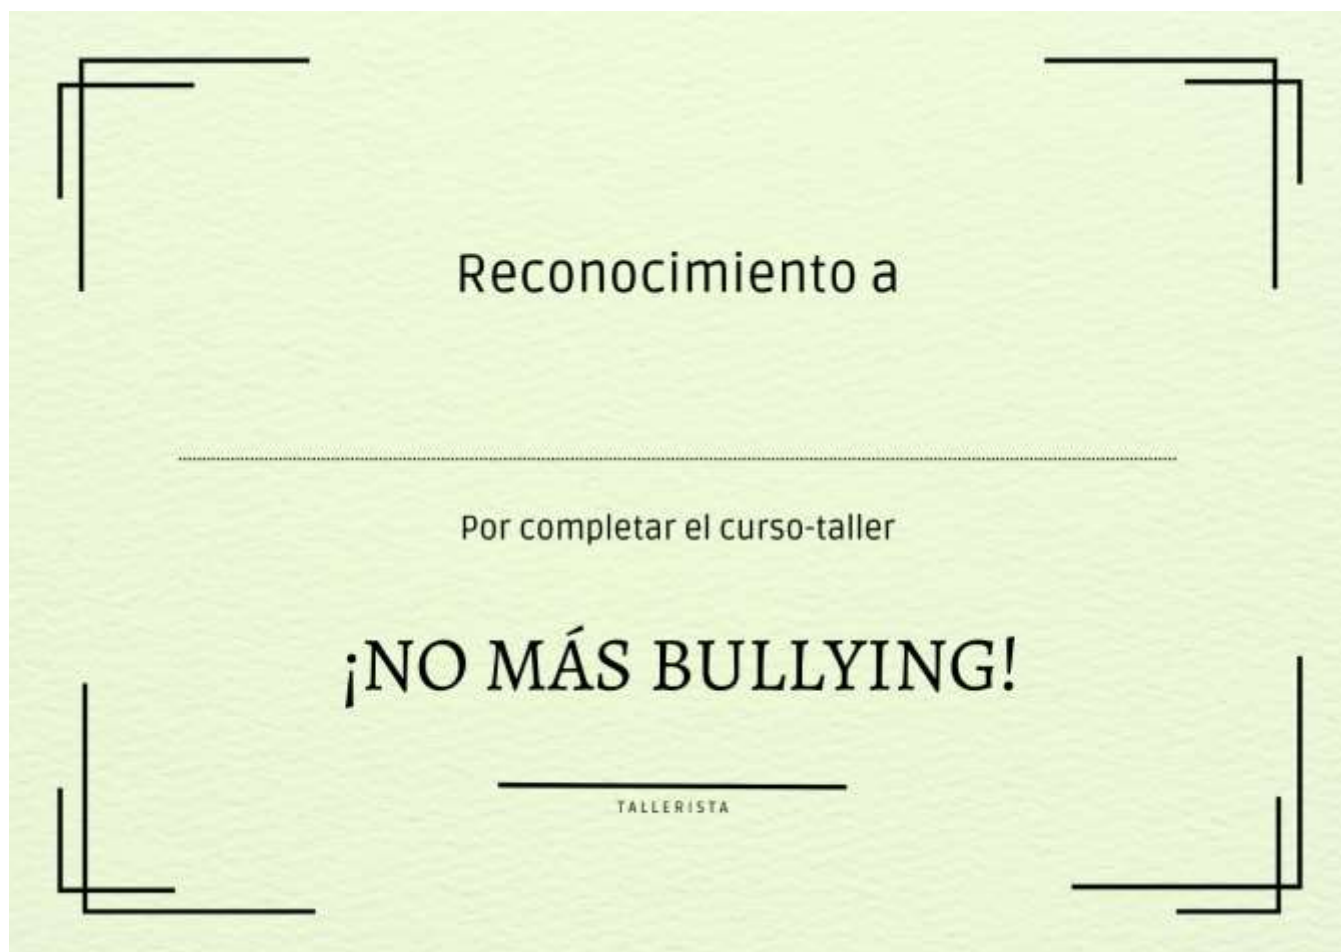 Reconocimiento a
Por completar el curso-taller
¡NO MÁS BULLYING!
TALLERISTA